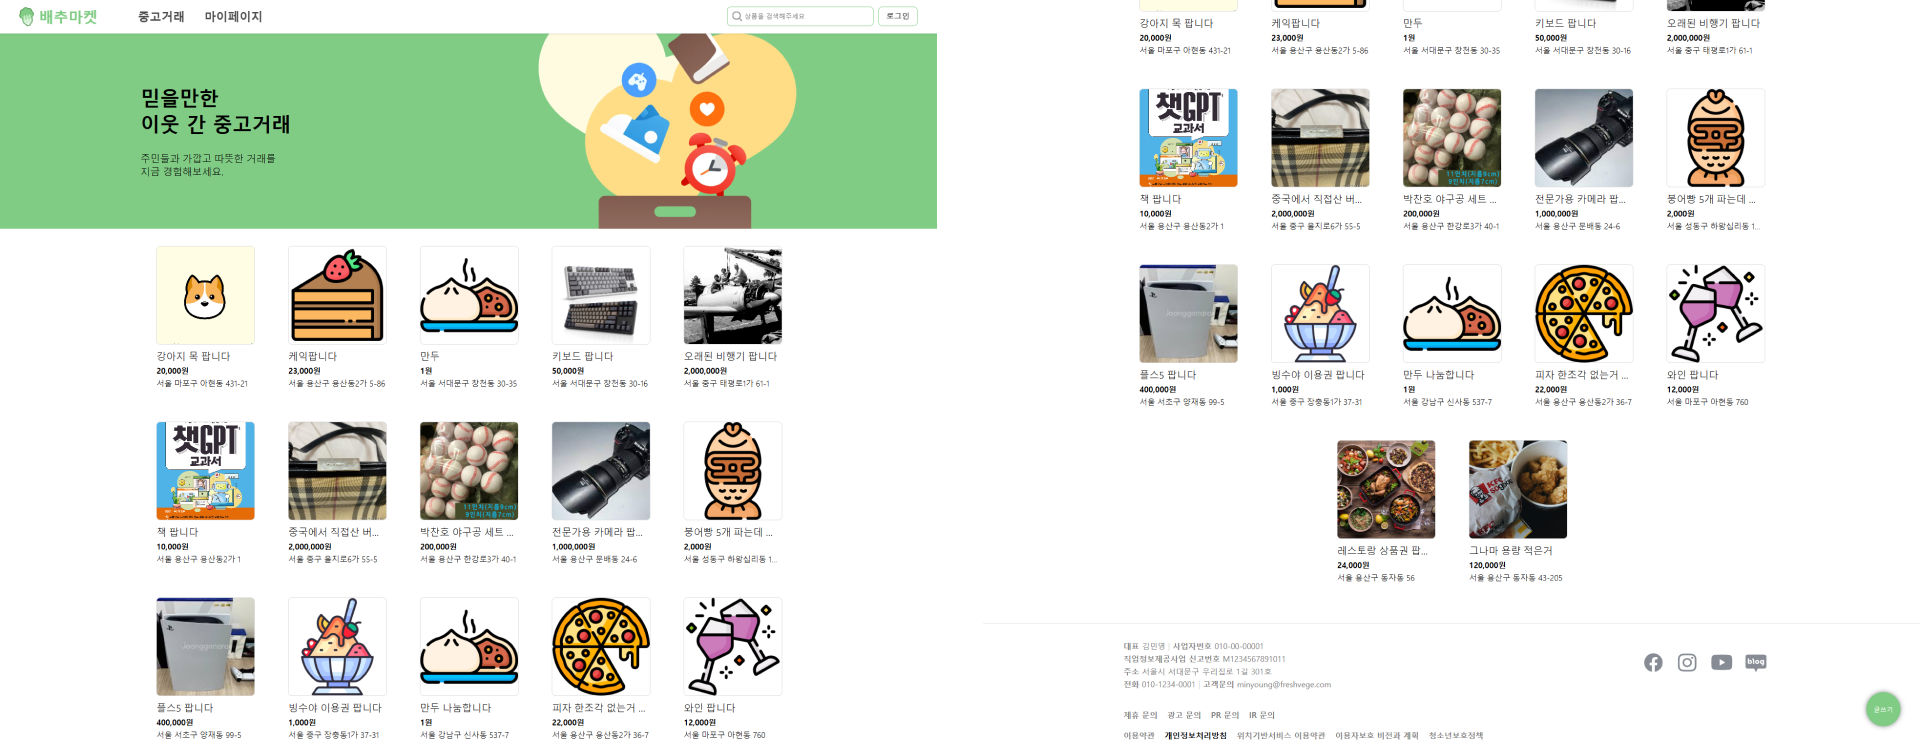 배추마켓
중고거래 마이페이지
상품을 검색해주세요
로그인
믿을만한
이웃 간 중고거래
주민들과 가깝고 따뜻한 거래를
지금 경험해보세요.
강아지 목 팝니다
20,000원
서울 마포구 아현동 431-21
케익팝니다
23,000원
서울 용산구 용산동2가 5-86
만두
1원
서울 서대문구 창천동 30-35
키보드 팝니다
50,000원
서울 서대문구 창천동 30-16
오래된 비행기 팝니다
2,000,000원
서울 중구 태평로1가 61-1
챗GPT
교과서
11인치(지름9cm)
9인치(지름7cm)
책 팝니다
10,000원
서울 용산구 용산동2가 1
중국에서 직접산 버...
2,000,000원
서울 중구 을지로6가 55-5
박찬호 야구공 세트 ...
200,000원
서울 용산구 한강로3가 40-1
전문가용 카메라 팝...
1,000,000원
서울 용산구 문배동 24-6
붕어빵 5개 파는데 ...
2,000원
서울 성동구 하왕십리동 1...
Joonggonara
플스5 팝니다
400,000원
서울 서초구 양재동 99-5
빙수야 이용권 팝니다
1,000원
서울 중구 장충동1가 37-31
만두 나눔합니다
1원
서울 강남구 신사동 537-7
피자 한조각 없는거 ...
22,000원
서울 용산구 용산동2가 36-7
와인 팝니다
12,000원
서울 마포구 아현동 760
강아지 목 팝니다
20,000원
서울 마포구 아현동 431-21
케익팝니다
23,000원
서울 용산구 용산동2가 5-86
만두
1원
서울 서대문구 창천동 30-35
키보드 팝니다
50,000원
서울 서대문구 창천동 30-16
오래된 비행기 팝니다
2,000,000원
서울 중구 태평로1가 61-1
챗GPT
교과서
11인치(지름9cm)
9인치(지름7cm)
책 팝니다
10,000원
서울 용산구 용산동2가 1
중국에서 직접산 버...
2,000,000원
서울 중구 을지로6가 55-5
박찬호 야구공 세트 ...
200,000원
서울 용산구 한강로3가 40-1
전문가용 카메라 팝...
1,000,000원
서울 용산구 문배동 24-6
붕어빵 5개 파는데 ...
2,000원
서울 성동구 하왕십리동 1...
Joonggonara
플스5 팝니다
400,000원
서울 서초구 양재동 99-5
빙수야 이용권 팝니다
1,000원
서울 중구 장충동1가 37-31
만두 나눔합니다
1원
서울 강남구 신사동 537-7
피자 한조각 없는거 ...
22,000원
서울 용산구 용산동2가 36-7
와인 팝니다
12,000원
서울 마포구 아현동 760
KFC
레스토랑 상품권 팝...
24,000원
서울 용산구 동자동 56
그나마 용량 적은거
120,000원
서울 용산구 동자동 43-205
대표 김민영 | 사업자번호 010-00-00001
직업정보제공사업 신고번호 M1234567891011
주소 서울시 서대문구 우리집로 1길 301호
전화 010-1234-0001 | 고객문의 minyoung@freshvege.com
blog
제휴 문의 광고 문의 PR 문의 IR 문의
이용약관 개인정보처리방침 위치기반서비스 이용약관 이용자보호 비전과 계획 청소년보호정책
글쓰기